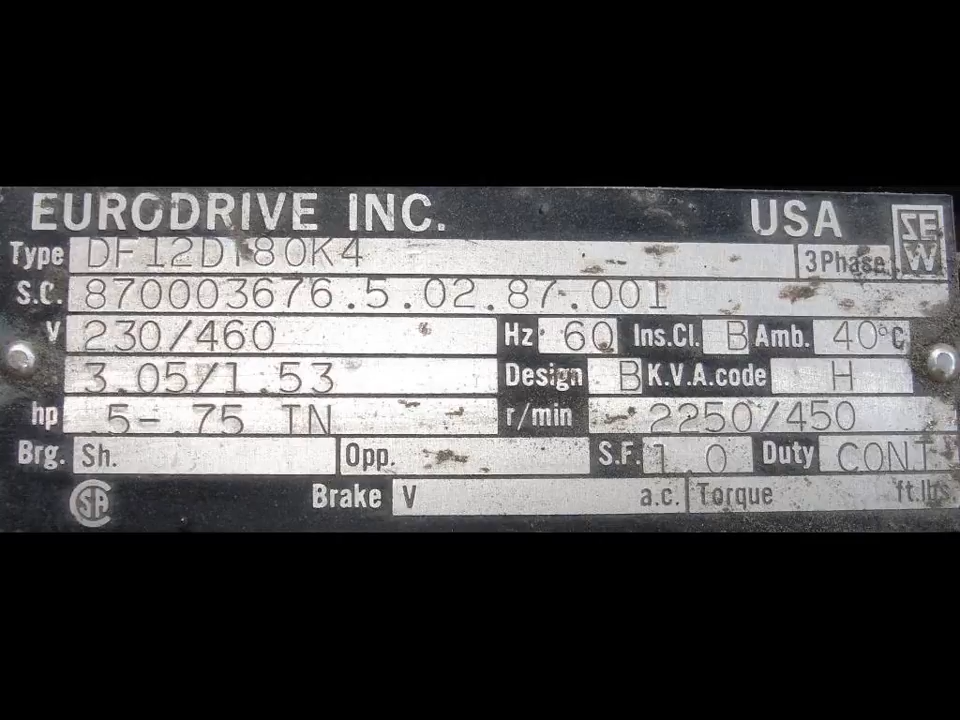 EURODRIVE INC. USA SEW
Type DF12DT80K4 3Phase
S.C. 870003676.5.02.87.001
V 230/460 Hz 60 Ins.Cl. B Amb. 40°C
3.05/1.53 Design B K.V.A.code H
hp .5-.75 IN r/min 2250/450
Brg. Sh. Opp. S.F. 1.0 Duty CONT
CSA Brake V a.c. Torque ft.lbs.